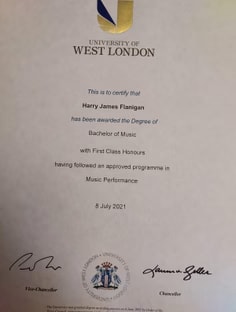 UNIVERSITY OF
WEST LONDON
This is to certify that
Harry James Flanigan
has been awarded the Degree of
Bachelor of Music
with First Class Honours
having followed an approved programme in
Music Performance
8 July 2021
Vice-Chancellor
Chancellor